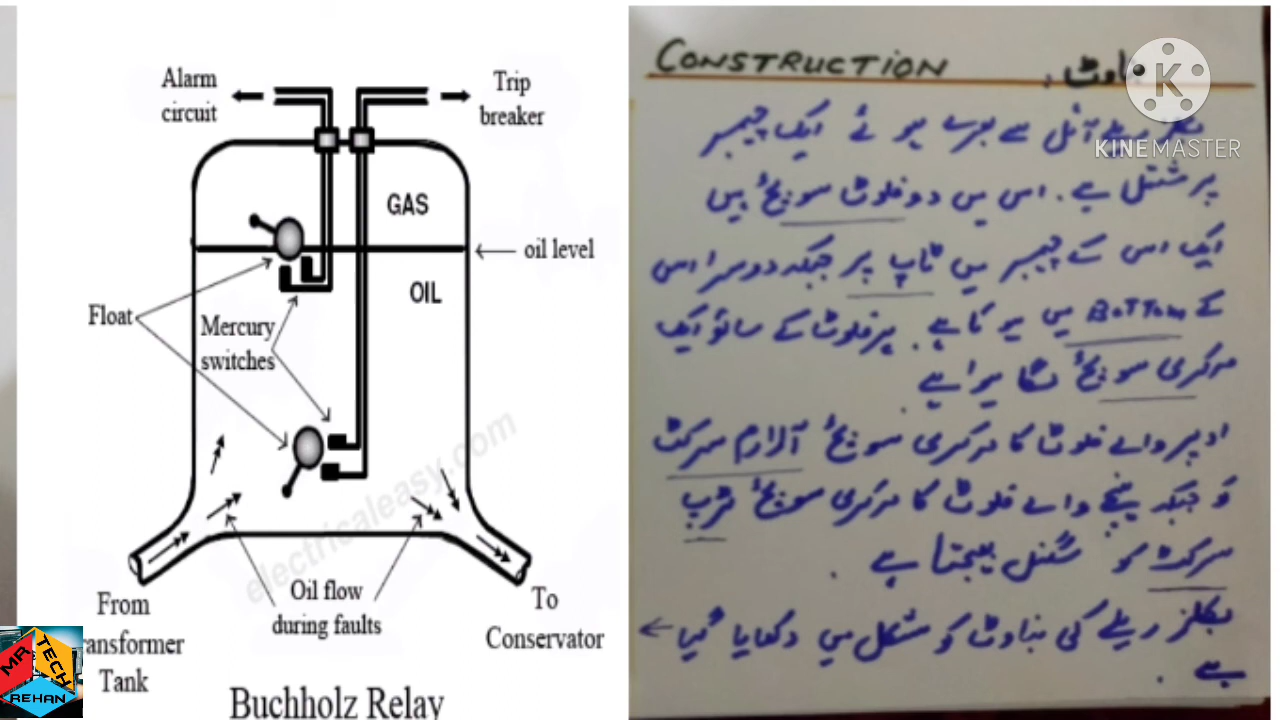 Alarm
circuit
Trip
breaker
GAS
oil level
OIL
Float
Mercury
switches
Oil flow
during faults
From
ransformer
Tank
To
Conservator
Buchholz Relay
electricaleasy.com
MR
TECH
REHAN
K
KINEMASTER
CONSTRUCTION
ریلے آئل سے بھرے ہوئے ایک چیمبر
پر مشتمل ہے۔ اس میں دو فلوٹ سوئچ ہیں
ایک اس کے چیمبر میں ٹاپ پر جبکہ دوسرا اسی
کے BOTTOM میں ہوتا ہے۔ ہر فلوٹ کے ساتھ ایک
مرکری سوئچ لگا ہوا ہے۔
اوپر والے فلوٹ کا مرکری سوئچ آلارم سرکٹ
کو جبکہ نیچے والے فلوٹ کا مرکری سوئچ ٹرپ
سرکٹ کو سگنل بھیجتا ہے۔
بکلز ریلے کی بناوٹ کو شکل میں دکھایا گیا ←
ہے۔